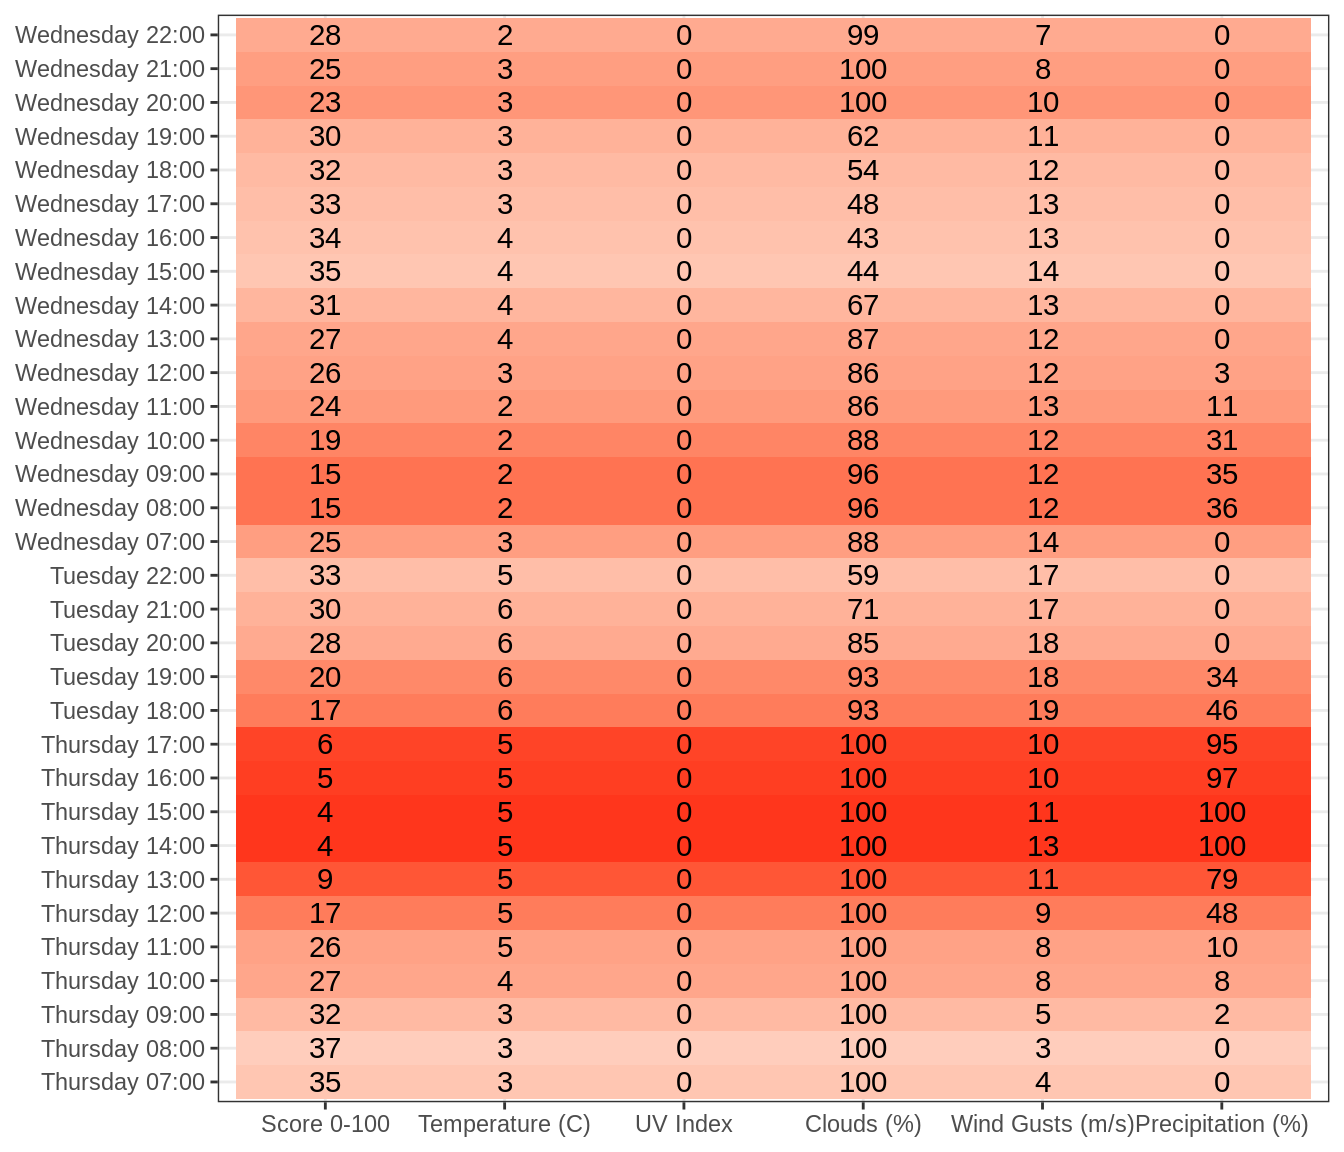 Wednesday 22:00 28 2 0 99 7 0
Wednesday 21:00 25 3 0 100 8 0
Wednesday 20:00 23 3 0 100 10 0
Wednesday 19:00 30 3 0 62 11 0
Wednesday 18:00 32 3 0 54 12 0
Wednesday 17:00 33 3 0 48 13 0
Wednesday 16:00 34 4 0 43 13 0
Wednesday 15:00 35 4 0 44 14 0
Wednesday 14:00 31 4 0 67 13 0
Wednesday 13:00 27 4 0 87 12 0
Wednesday 12:00 26 3 0 86 12 3
Wednesday 11:00 24 2 0 86 13 11
Wednesday 10:00 19 2 0 88 12 31
Wednesday 09:00 15 2 0 96 12 35
Wednesday 08:00 15 2 0 96 12 36
Wednesday 07:00 25 3 0 88 14 0
Tuesday 22:00 33 5 0 59 17 0
Tuesday 21:00 30 6 0 71 17 0
Tuesday 20:00 28 6 0 85 18 0
Tuesday 19:00 20 6 0 93 18 34
Tuesday 18:00 17 6 0 93 19 46
Thursday 17:00 6 5 0 100 10 95
Thursday 16:00 5 5 0 100 10 97
Thursday 15:00 4 5 0 100 11 100
Thursday 14:00 4 5 0 100 13 100
Thursday 13:00 9 5 0 100 11 79
Thursday 12:00 17 5 0 100 9 48
Thursday 11:00 26 5 0 100 8 10
Thursday 10:00 27 4 0 100 8 8
Thursday 09:00 32 3 0 100 5 2
Thursday 08:00 37 3 0 100 3 0
Thursday 07:00 35 3 0 100 4 0
Score 0-100 Temperature (C) UV Index Clouds (%) Wind Gusts (m/s) Precipitation (%)